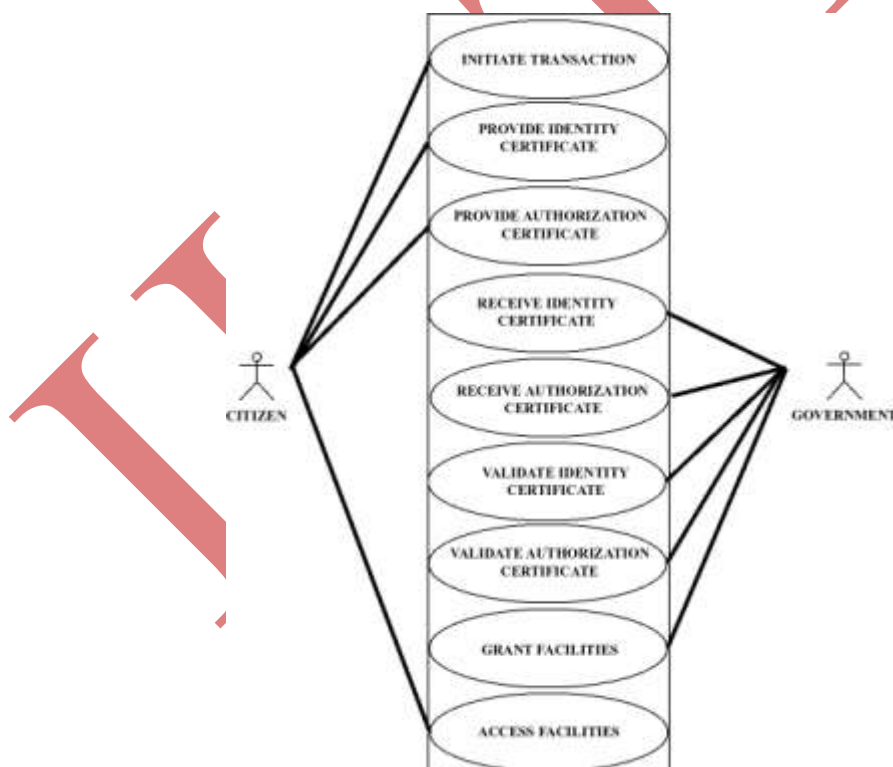 INITIATE TRANSACTION
PROVIDE IDENTITY
CERTIFICATE
PROVIDE AUTHORIZATION
CERTIFICATE
RECEIVE IDENTITY
CERTIFICATE
RECEIVE AUTHORIZATION
CERTIFICATE
CITIZEN
GOVERNMENT
VALIDATE IDENTITY
CERTIFICATE
VALIDATE AUTHORIZATION
CERTIFICATE
GRANT FACILITIES
ACCESS FACILITIES